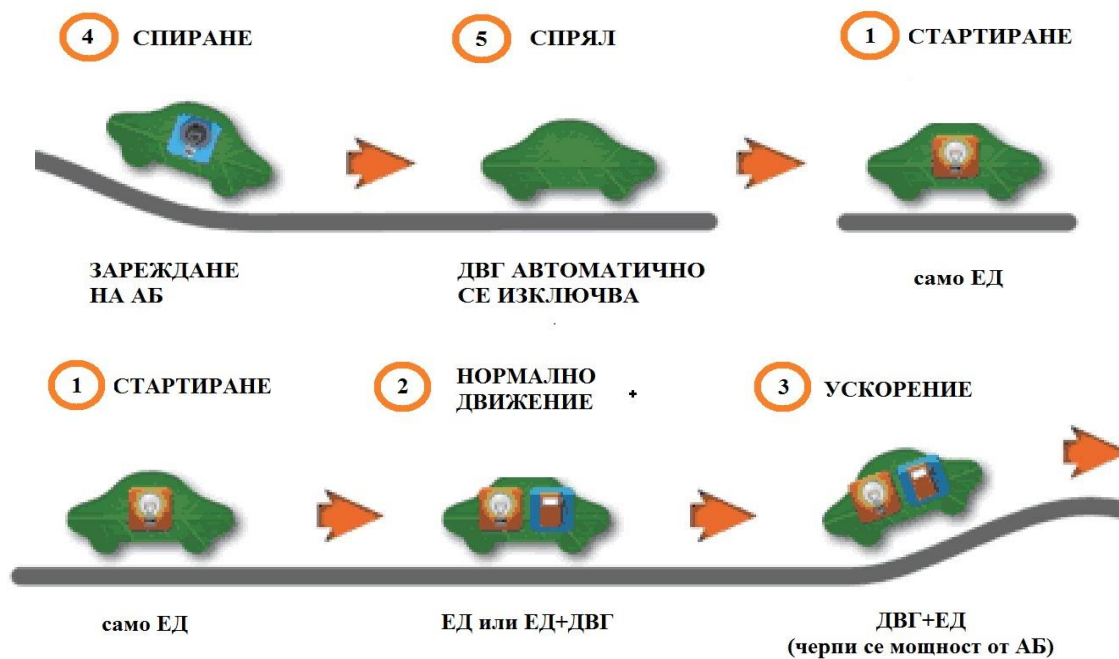 4 СПИРАНЕ
5 СПРЯЛ
1 СТАРТИРАНЕ
ЗАРЕЖДАНЕ
НА АБ
ДВГ АВТОМАТИЧНО
СЕ ИЗКЛЮЧВА
само ЕД
1 СТАРТИРАНЕ
2 НОРМАЛНО
ДВИЖЕНИЕ
3 УСКОРЕНИЕ
само ЕД
ЕД или ЕД+ДВГ
ДВГ+ЕД
(черпи се мощност от АБ)